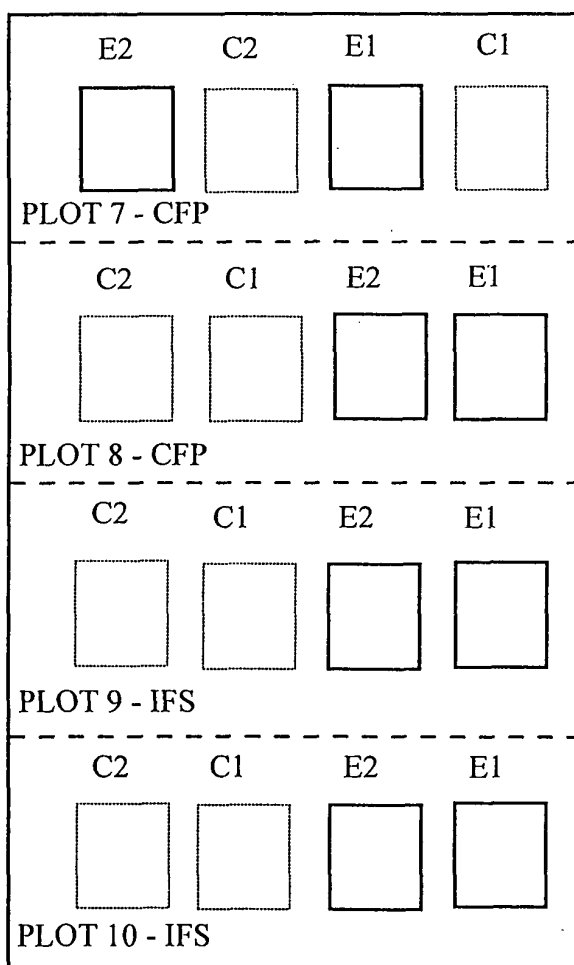 E2 C2 E1 C1
PLOT 7 - CFP
C2 C1 E2 E1
PLOT 8 - CFP
C2 C1 E2 E1
PLOT 9 - IFS
C2 C1 E2 E1
PLOT 10 - IFS